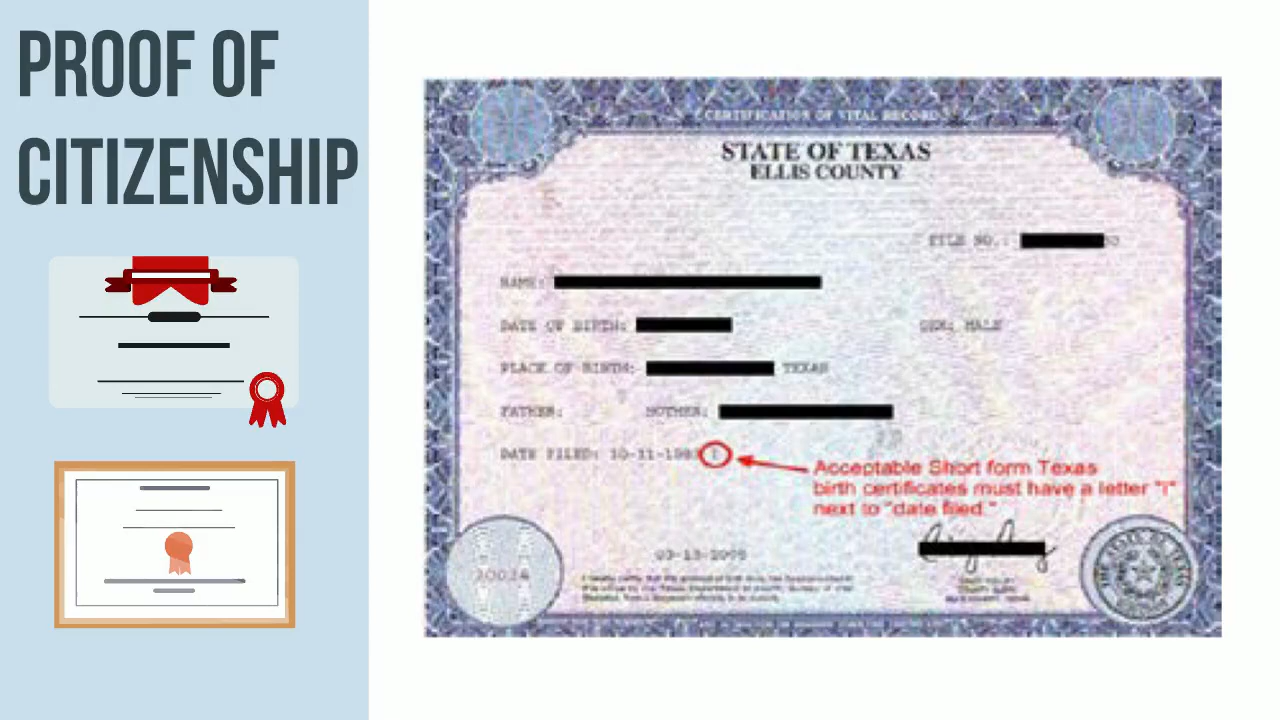 PROOF OF
CITIZENSHIP
CERTIFICATION OF VITAL RECORD
STATE OF TEXAS
ELLIS COUNTY
FILE NO.:
NAME:
DATE OF BIRTH:
SEX: MALE
PLACE OF BIRTH: TEXAS
FATHER: MOTHER:
DATE FILED: 10-11-198
Acceptable Short form Texas
birth certificates must have a letter "I"
next to "date filed."
03-13-2005